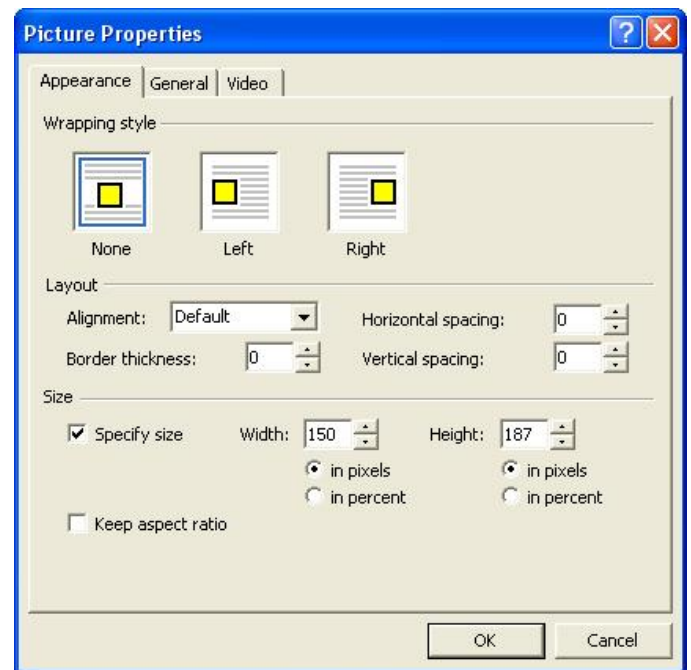 Picture Properties
Appearance General Video
Wrapping style
None Left Right
Layout
Alignment: Default Horizontal spacing: 0
Border thickness: 0 Vertical spacing: 0
Size
Specify size Width: 150 Height: 187
in pixels in pixels
in percent in percent
Keep aspect ratio
OK Cancel